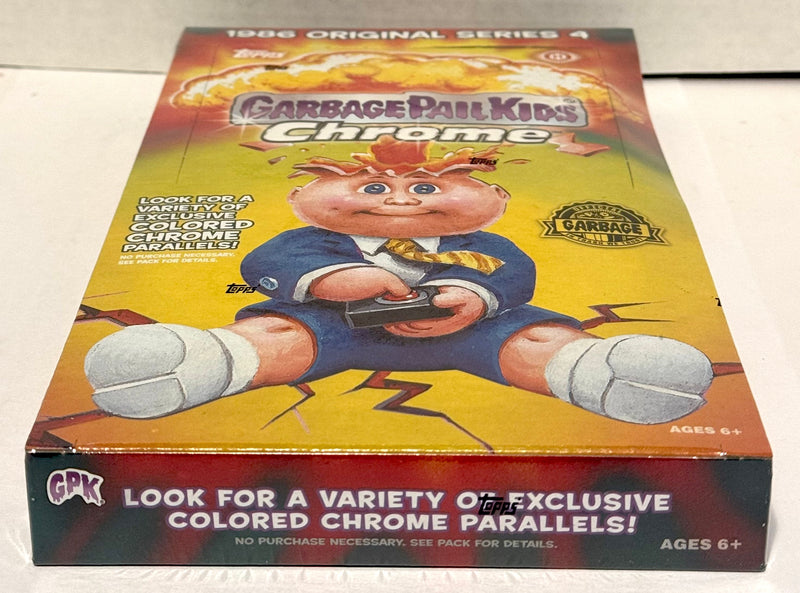 1986 ORIGINAL SERIES 4
Topps
Topps
GARBAGE PAIL KIDS
Chrome
Topps
LOOK FOR A
VARIETY OF
EXCLUSIVE
COLORED
CHROME
PARALLELS!
NO PURCHASE NECESSARY.
SEE PACK FOR DETAILS.
GARBAGE
Topps
AGES 6+
GPK
LOOK FOR A VARIETY OF EXCLUSIVE
Topps
COLORED CHROME PARALLELS!
NO PURCHASE NECESSARY. SEE PACK FOR DETAILS.
AGES 6+